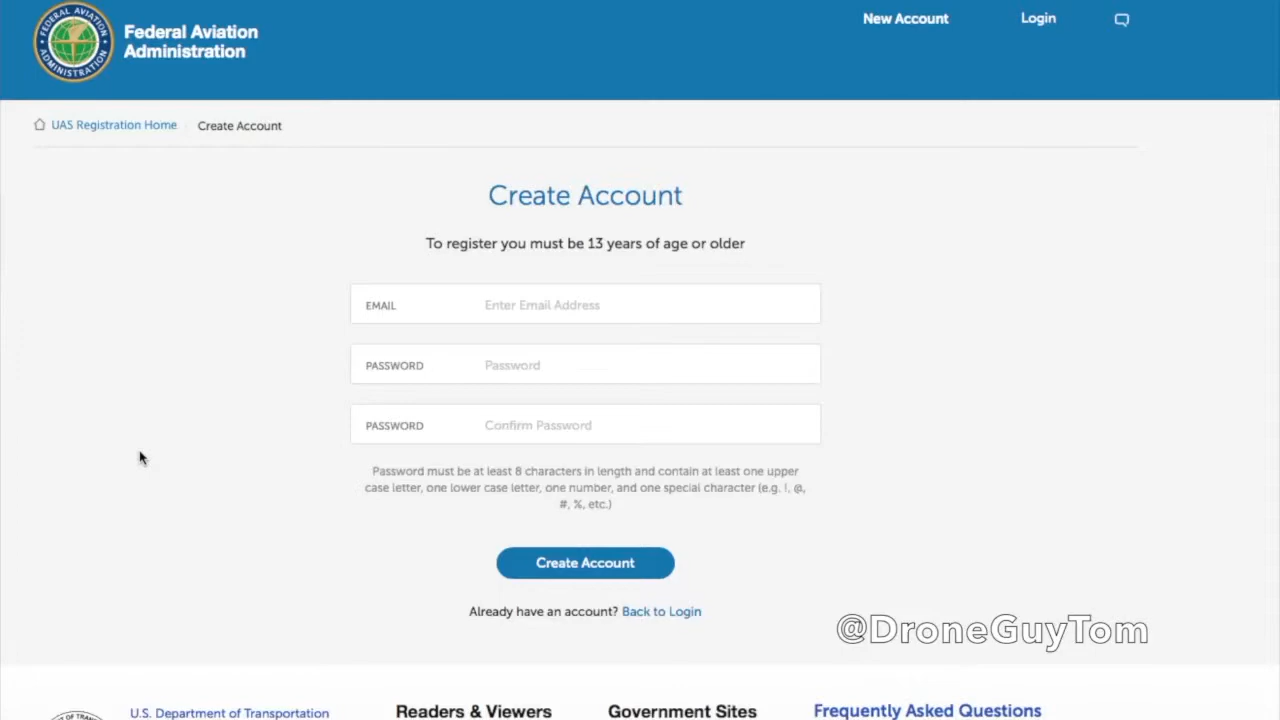 FEDERAL AVIATION
ADMINISTRATION
Federal Aviation
Administration
New Account
Login
UAS Registration Home
Create Account
Create Account
To register you must be 13 years of age or older
EMAIL Enter Email Address
PASSWORD Password
PASSWORD Confirm Password
Password must be at least 8 characters in length and contain at least one upper
case letter, one lower case letter, one number, and one special character (e.g. !, @,
#, %, etc.)
Create Account
Already have an account? Back to Login
@DroneGuyTom
U.S. Department of Transportation
Readers & Viewers
Government Sites
Frequently Asked Questions